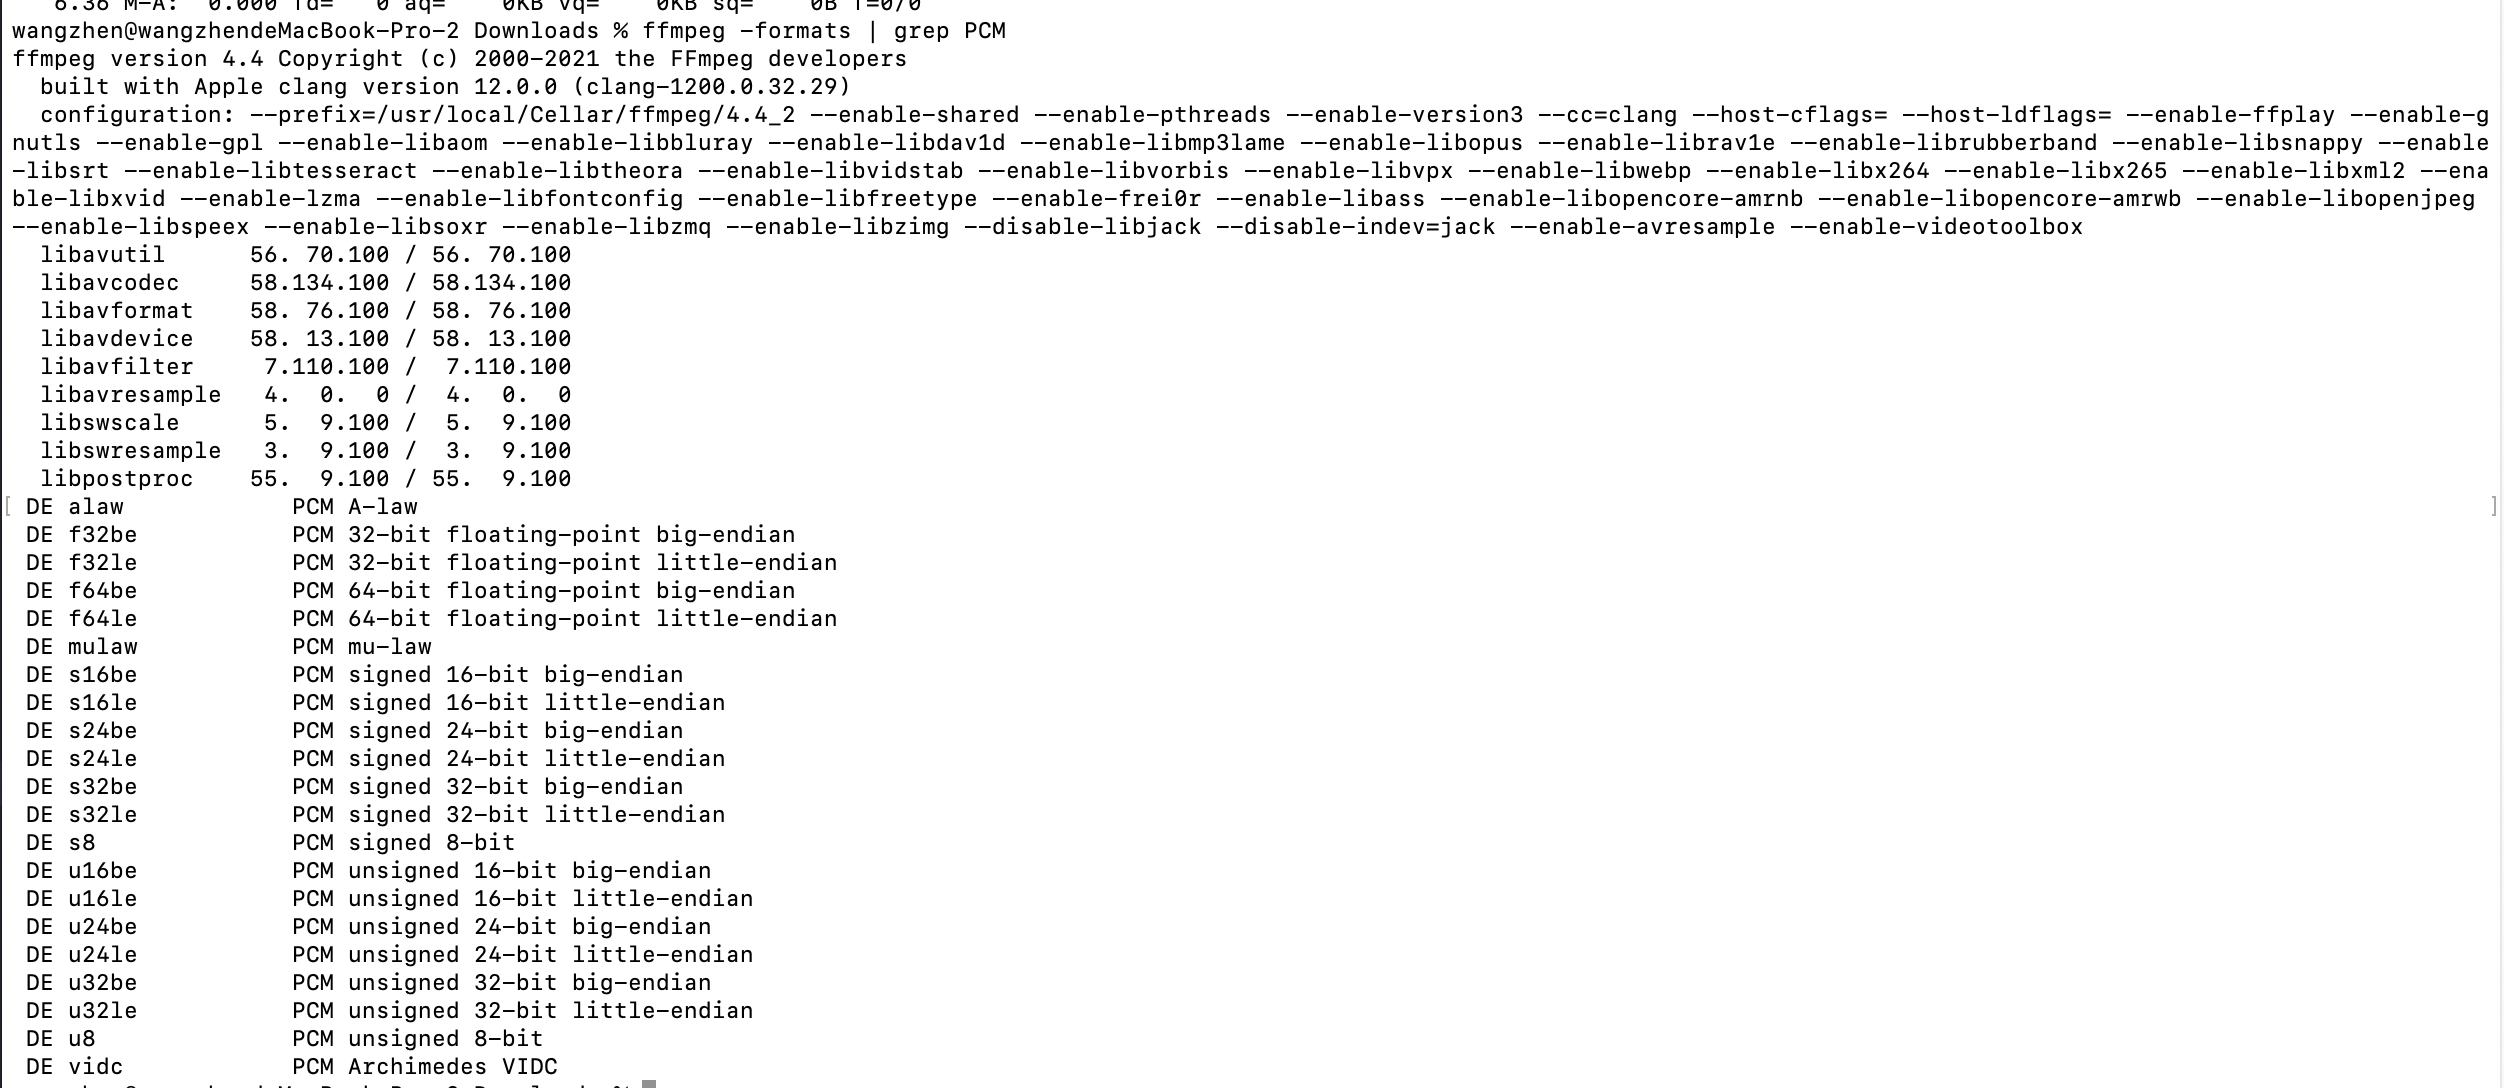 6.36 M-A:  0.000 fd=   0 aq=    0KB vq=    0KB sq=    0B f=0/0
wangzhen@wangzhendeMacBook-Pro-2 Downloads % ffmpeg -formats | grep PCM
ffmpeg version 4.4 Copyright (c) 2000-2021 the FFmpeg developers
  built with Apple clang version 12.0.0 (clang-1200.0.32.29)
  configuration: --prefix=/usr/local/Cellar/ffmpeg/4.4_2 --enable-shared --enable-pthreads --enable-version3 --cc=clang --host-cflags= --host-ldflags= --enable-ffplay --enable-g
nutls --enable-gpl --enable-libaom --enable-libbluray --enable-libdav1d --enable-libmp3lame --enable-libopus --enable-librav1e --enable-librubberband --enable-libsnappy --enable
-libsrt --enable-libtesseract --enable-libtheora --enable-libvidstab --enable-libvorbis --enable-libvpx --enable-libwebp --enable-libx264 --enable-libx265 --enable-libxml2 --ena
ble-libxvid --enable-lzma --enable-libfontconfig --enable-libfreetype --enable-frei0r --enable-libass --enable-libopencore-amrnb --enable-libopencore-amrwb --enable-libopenjpeg
--enable-libspeex --enable-libsoxr --enable-libzmq --enable-libzimg --disable-libjack --disable-indev=jack --enable-avresample --enable-videotoolbox
  libavutil      56. 70.100 / 56. 70.100
  libavcodec     58.134.100 / 58.134.100
  libavformat    58. 76.100 / 58. 76.100
  libavdevice    58. 13.100 / 58. 13.100
  libavfilter     7.110.100 /  7.110.100
  libavresample   4.  0.  0 /  4.  0.  0
  libswscale      5.  9.100 /  5.  9.100
  libswresample   3.  9.100 /  3.  9.100
  libpostproc    55.  9.100 / 55.  9.100
[ DE alaw            PCM A-law ]
 DE f32be           PCM 32-bit floating-point big-endian
 DE f32le           PCM 32-bit floating-point little-endian
 DE f64be           PCM 64-bit floating-point big-endian
 DE f64le           PCM 64-bit floating-point little-endian
 DE mulaw           PCM mu-law
 DE s16be           PCM signed 16-bit big-endian
 DE s16le           PCM signed 16-bit little-endian
 DE s24be           PCM signed 24-bit big-endian
 DE s24le           PCM signed 24-bit little-endian
 DE s32be           PCM signed 32-bit big-endian
 DE s32le           PCM signed 32-bit little-endian
 DE s8              PCM signed 8-bit
 DE u16be           PCM unsigned 16-bit big-endian
 DE u16le           PCM unsigned 16-bit little-endian
 DE u24be           PCM unsigned 24-bit big-endian
 DE u24le           PCM unsigned 24-bit little-endian
 DE u32be           PCM unsigned 32-bit big-endian
 DE u32le           PCM unsigned 32-bit little-endian
 DE u8              PCM unsigned 8-bit
 DE vidc            PCM Archimedes VIDC